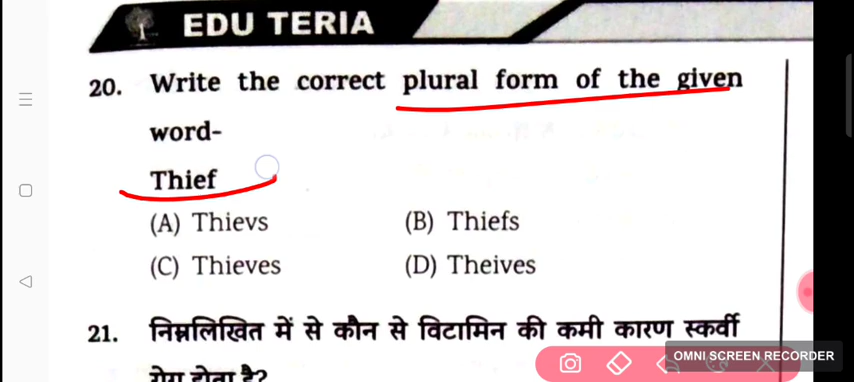 EDU TERIA
20. Write the correct plural form of the given
word-
Thief
(A) Thievs (B) Thiefs
(C) Thieves (D) Theives
21. निम्नलिखित में से कौन से विटामिन की कमी कारण स्कर्वी
रोग होता है?
OMNI SCREEN RECORDER